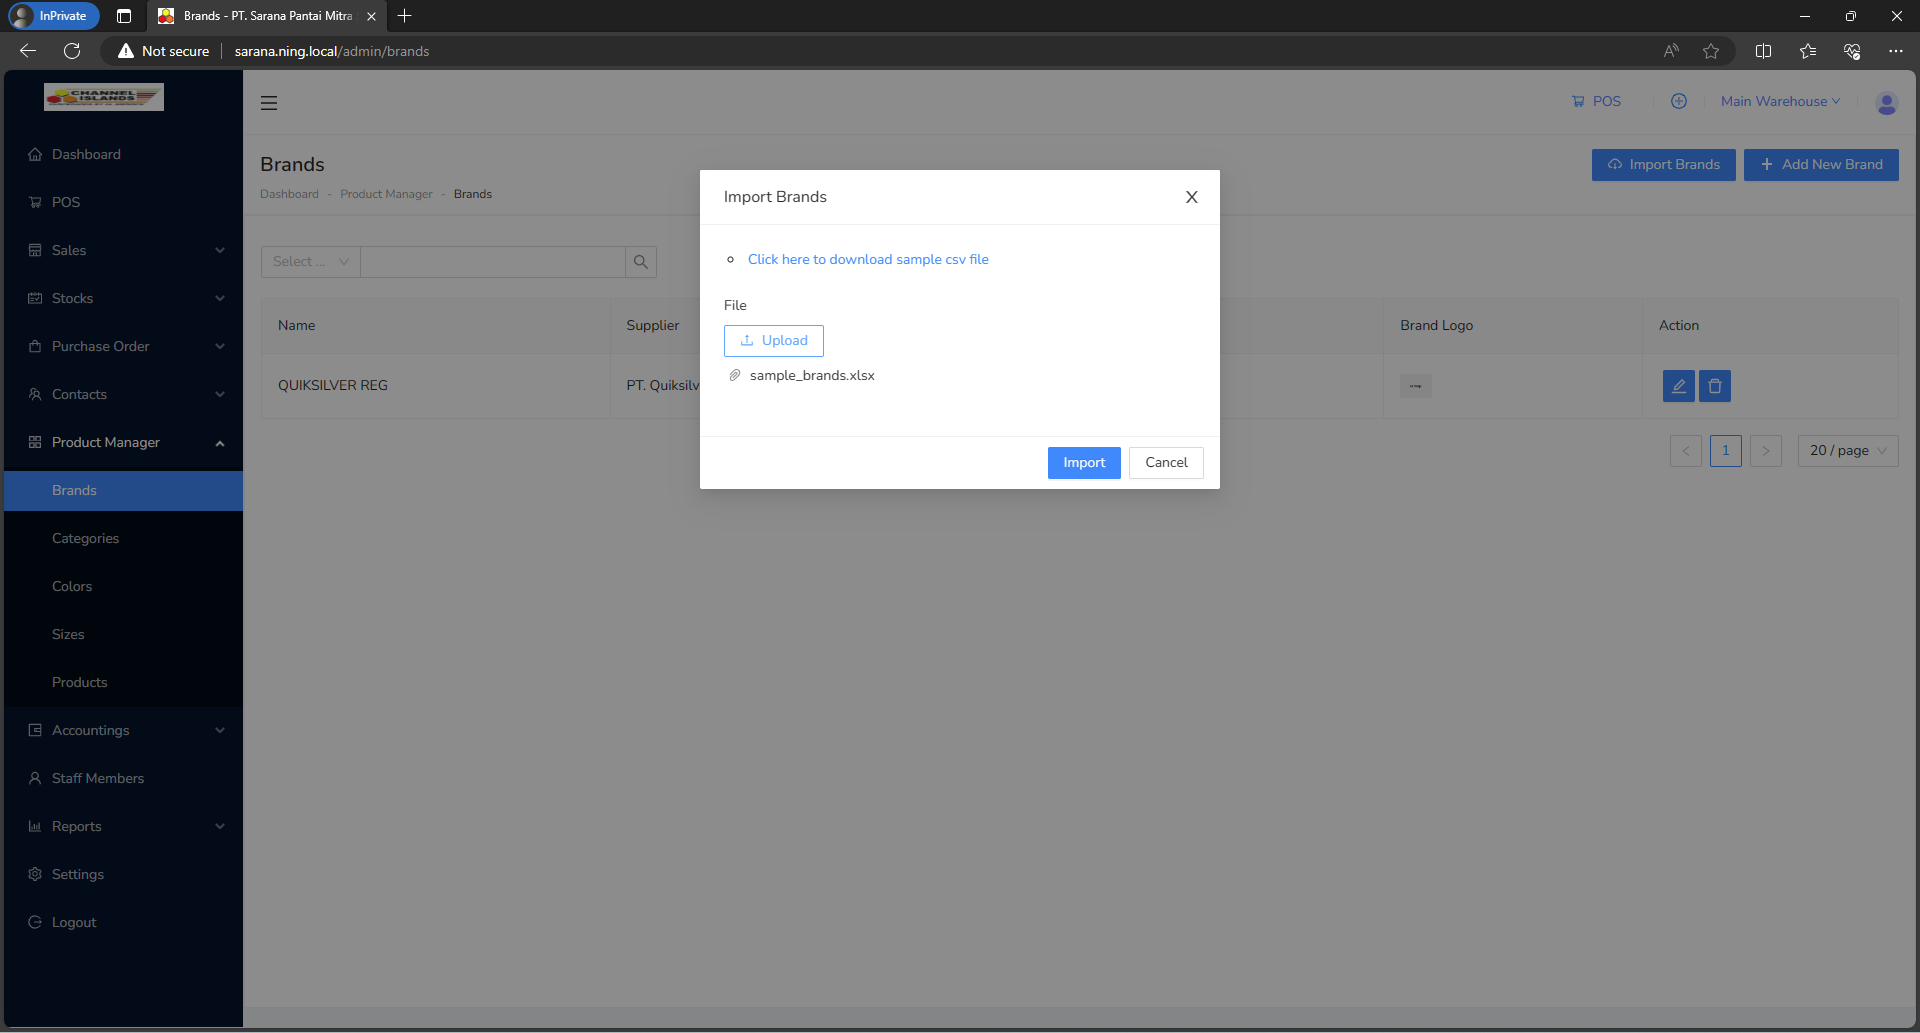 InPrivate
Brands - PT. Sarana Pantai Mitra
Not secure
sarana.ning.local/admin/brands
CHANNEL
ISLANDS
POS
Main Warehouse
Dashboard
POS
Sales
Stocks
Purchase Order
Contacts
Product Manager
Brands
Categories
Colors
Sizes
Products
Accountings
Staff Members
Reports
Settings
Logout
Brands
Dashboard - Product Manager - Brands
Import Brands
Add New Brand
Select ...
Name
Supplier
Brand Logo
Action
QUIKSILVER REG
PT. Quiksilv
1
20 / page
Import Brands
X
Click here to download sample csv file
File
Upload
sample_brands.xlsx
Import
Cancel